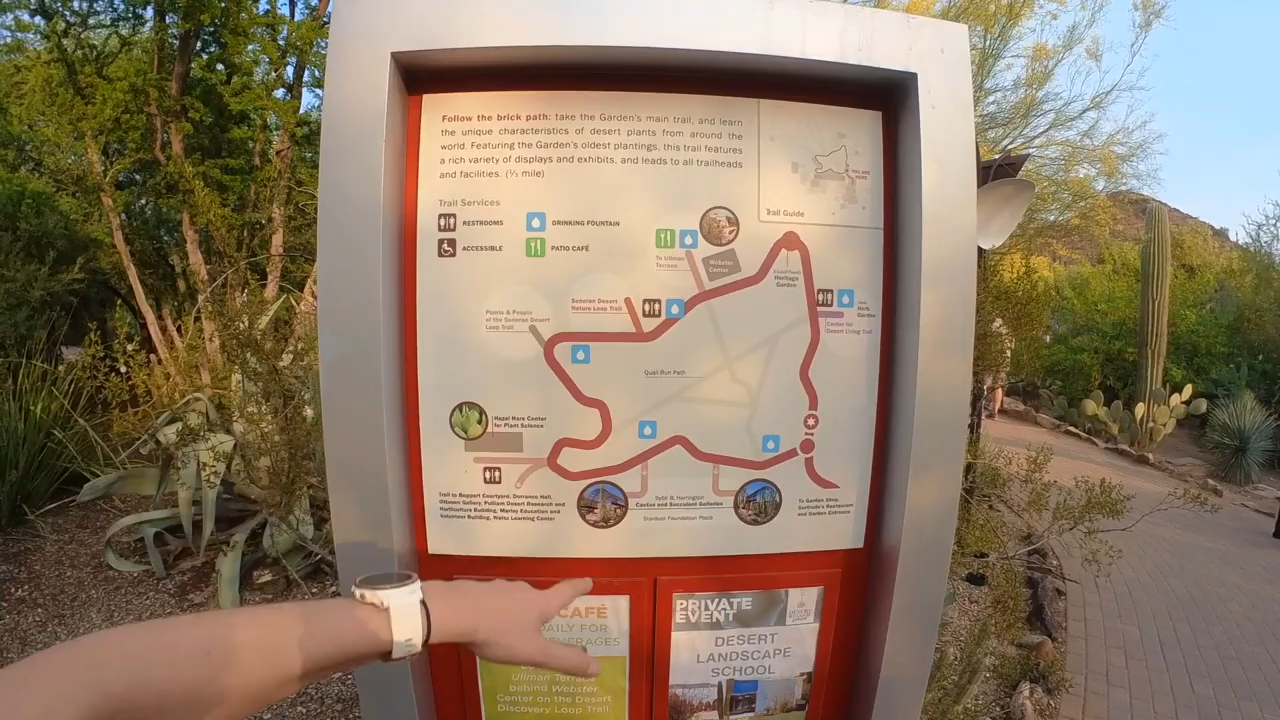 Follow the brick path: take the Garden's main trail, and learn
the unique characteristics of desert plants from around the
world. Featuring the Garden's oldest plantings, this trail features
a rich variety of displays and exhibits, and leads to all trailheads
and facilities. (⅓ mile)
YOU ARE
HERE
Trail Guide
Trail Services
RESTROOMS
DRINKING FOUNTAIN
ACCESSIBLE
PATIO CAFÉ
To Ullman
Terrace
Webster
Center
Heritage
Garden
Sonoran Desert
Nature Loop Trail
Plants & People
of the Sonoran Desert
Loop Trail
Herb
Garden
Center for
Desert Living Trail
Quail Run Path
Hazel Hare Center
for Plant Science
Trail to Boppart Courtyard, Dorrance Hall,
Ottosen Gallery, Pulliam Desert Research and
Horticulture Building, Marley Education and
Volunteer Building, Weisz Learning Center
Sybil B. Harrington
Cactus and Succulent Galleries
Stardust Foundation Plaza
To Garden Shop,
Gertrude's Restaurant
and Garden Entrance
CAFÉ
DAILY FOR
Ullman Terrace
behind Webster
Center on the Desert
Discovery Loop Trail
PRIVATE
EVENT
DESERT
LANDSCAPE
SCHOOL